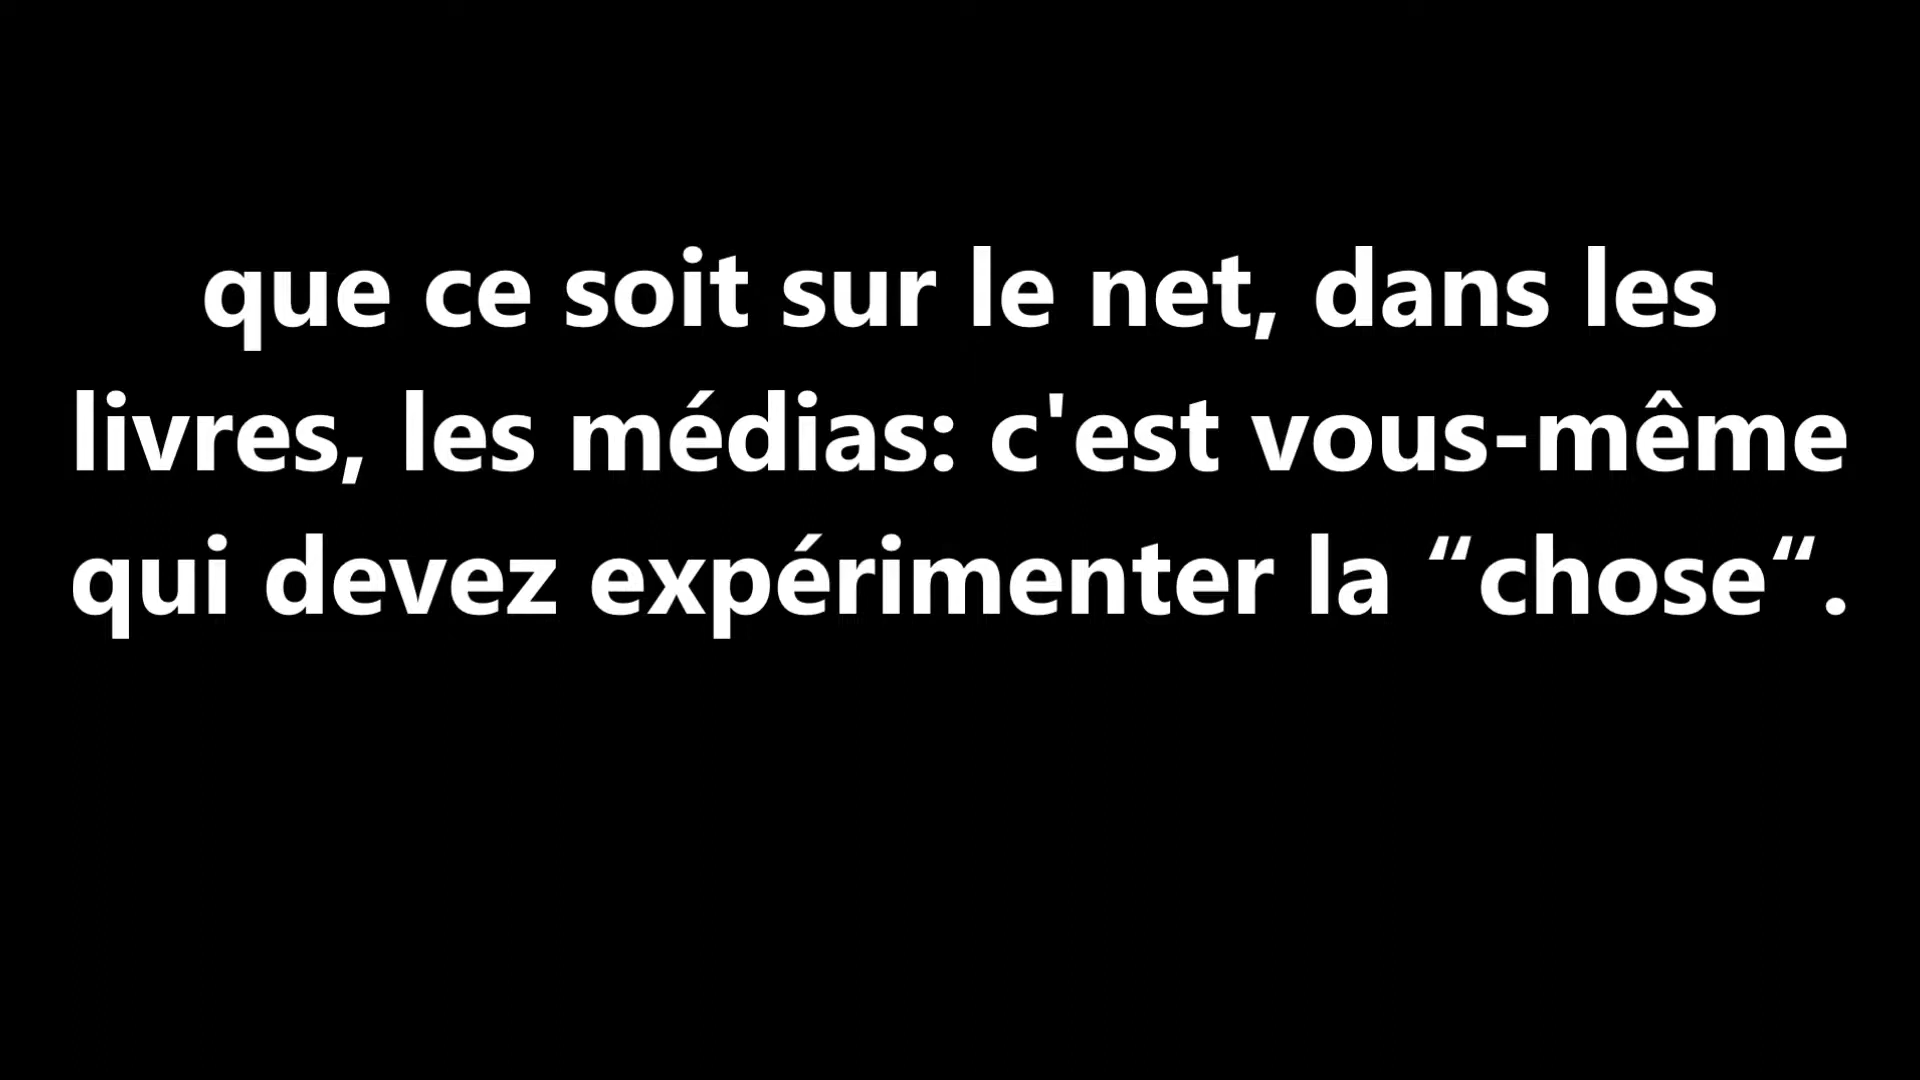 que ce soit sur le net, dans les
livres, les médias: c'est vous-même
qui devez expérimenter la “chose“.